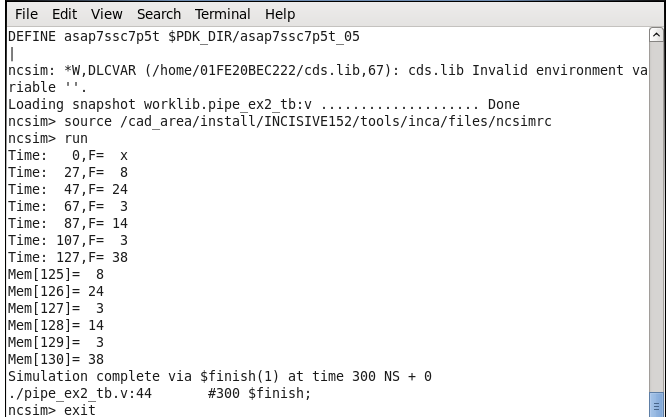 File Edit View Search Terminal Help
DEFINE asap7ssc7p5t $PDK_DIR/asap7ssc7p5t_05
|
ncsim: *W,DLCVAR (/home/01FE20BEC222/cds.lib,67): cds.lib Invalid environment va
riable ''.
Loading snapshot worklib.pipe_ex2_tb:v .................... Done
ncsim> source /cad_area/install/INCISIVE152/tools/inca/files/ncsimrc
ncsim> run
Time:   0,F=  x
Time:  27,F=  8
Time:  47,F= 24
Time:  67,F=  3
Time:  87,F= 14
Time: 107,F=  3
Time: 127,F= 38
Mem[125]=  8
Mem[126]= 24
Mem[127]=  3
Mem[128]= 14
Mem[129]=  3
Mem[130]= 38
Simulation complete via $finish(1) at time 300 NS + 0
./pipe_ex2_tb.v:44       #300 $finish;
ncsim> exit